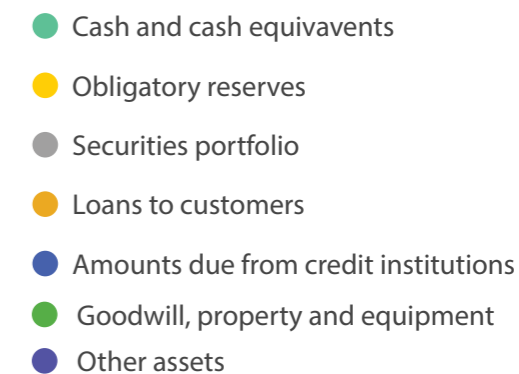 Cash and cash equivavents
Obligatory reserves
Securities portfolio
Loans to customers
Amounts due from credit institutions
Goodwill, property and equipment
Other assets